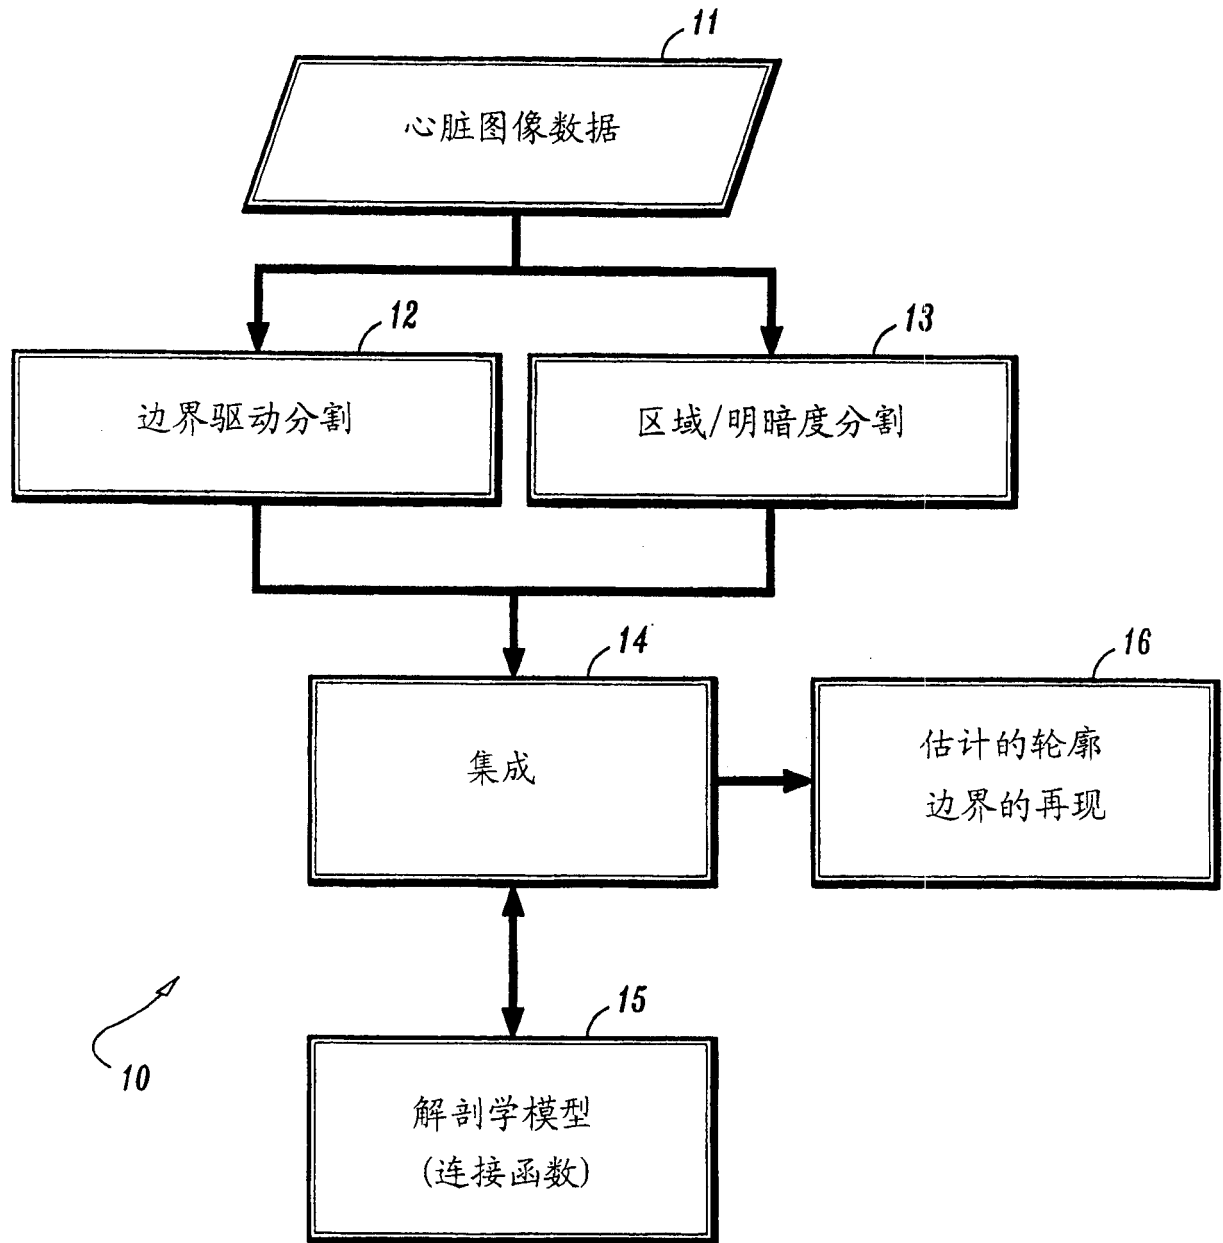 11
心脏图像数据
12
13
边界驱动分割
区域/明暗度分割
14
16
集成
估计的轮廓
边界的再现
15
10
解剖学模型
(连接函数)